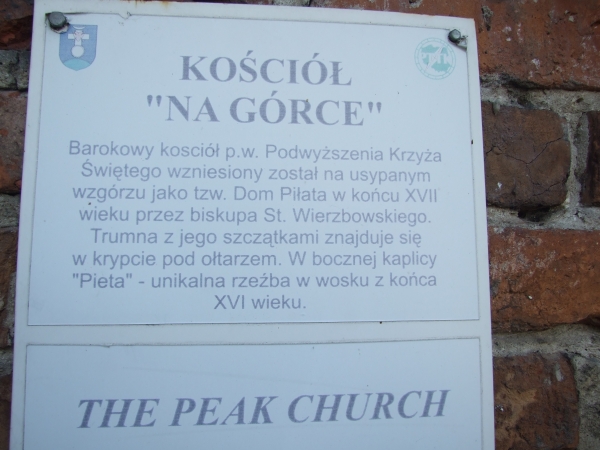 KOŚCIÓŁ
"NA GÓRCE"
Barokowy kosciół p.w. Podwyższenia Krzyża
Świętego wzniesiony został na usypanym
wzgórzu jako tzw. Dom Piłata w końcu XVII
wieku przez biskupa St. Wierzbowskiego.
Trumna z jego szczątkami znajduje się
w krypcie pod ołtarzem. W bocznej kaplicy
"Pieta" - unikalna rzeźba w wosku z końca
XVI wieku.
THE PEAK CHURCH